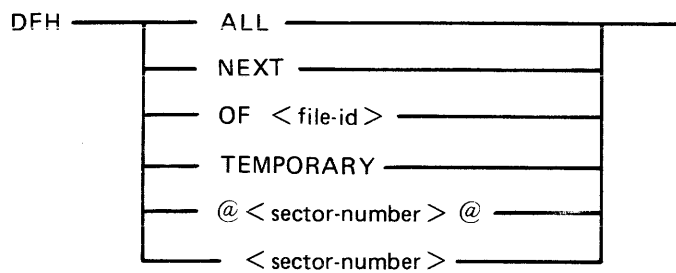 DFH ALL
NEXT
OF <file-id>
TEMPORARY
@ <sector-number> @
<sector-number>